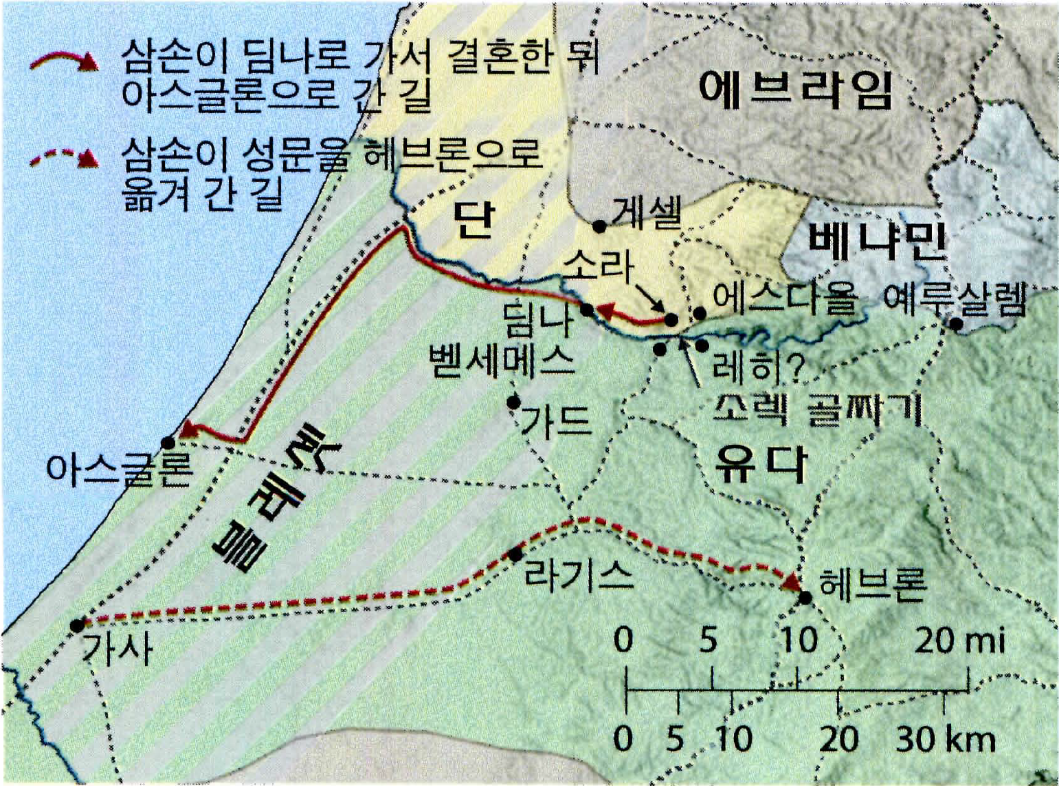 삼손이 딤나로 가서 결혼한 뒤
아스글론으로 간 길
삼손이 성문을 헤브론으로
옮겨 간 길
에브라임
단
게셀
베냐민
소라
에스다올
예루살렘
딤나
벧세메스
레히?
소렉 골짜기
가드
유다
아스글론
블레셋
라기스
헤브론
가사
0 5 10 20 mi
0 5 10 20 30 km